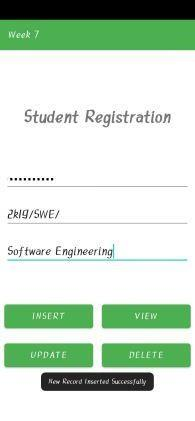 Week 7
Student Registration
••••••••••
2k19/SWE/
Software Engineering
INSERT
VIEW
UPDATE
DELETE
New Record Inserted Successfully